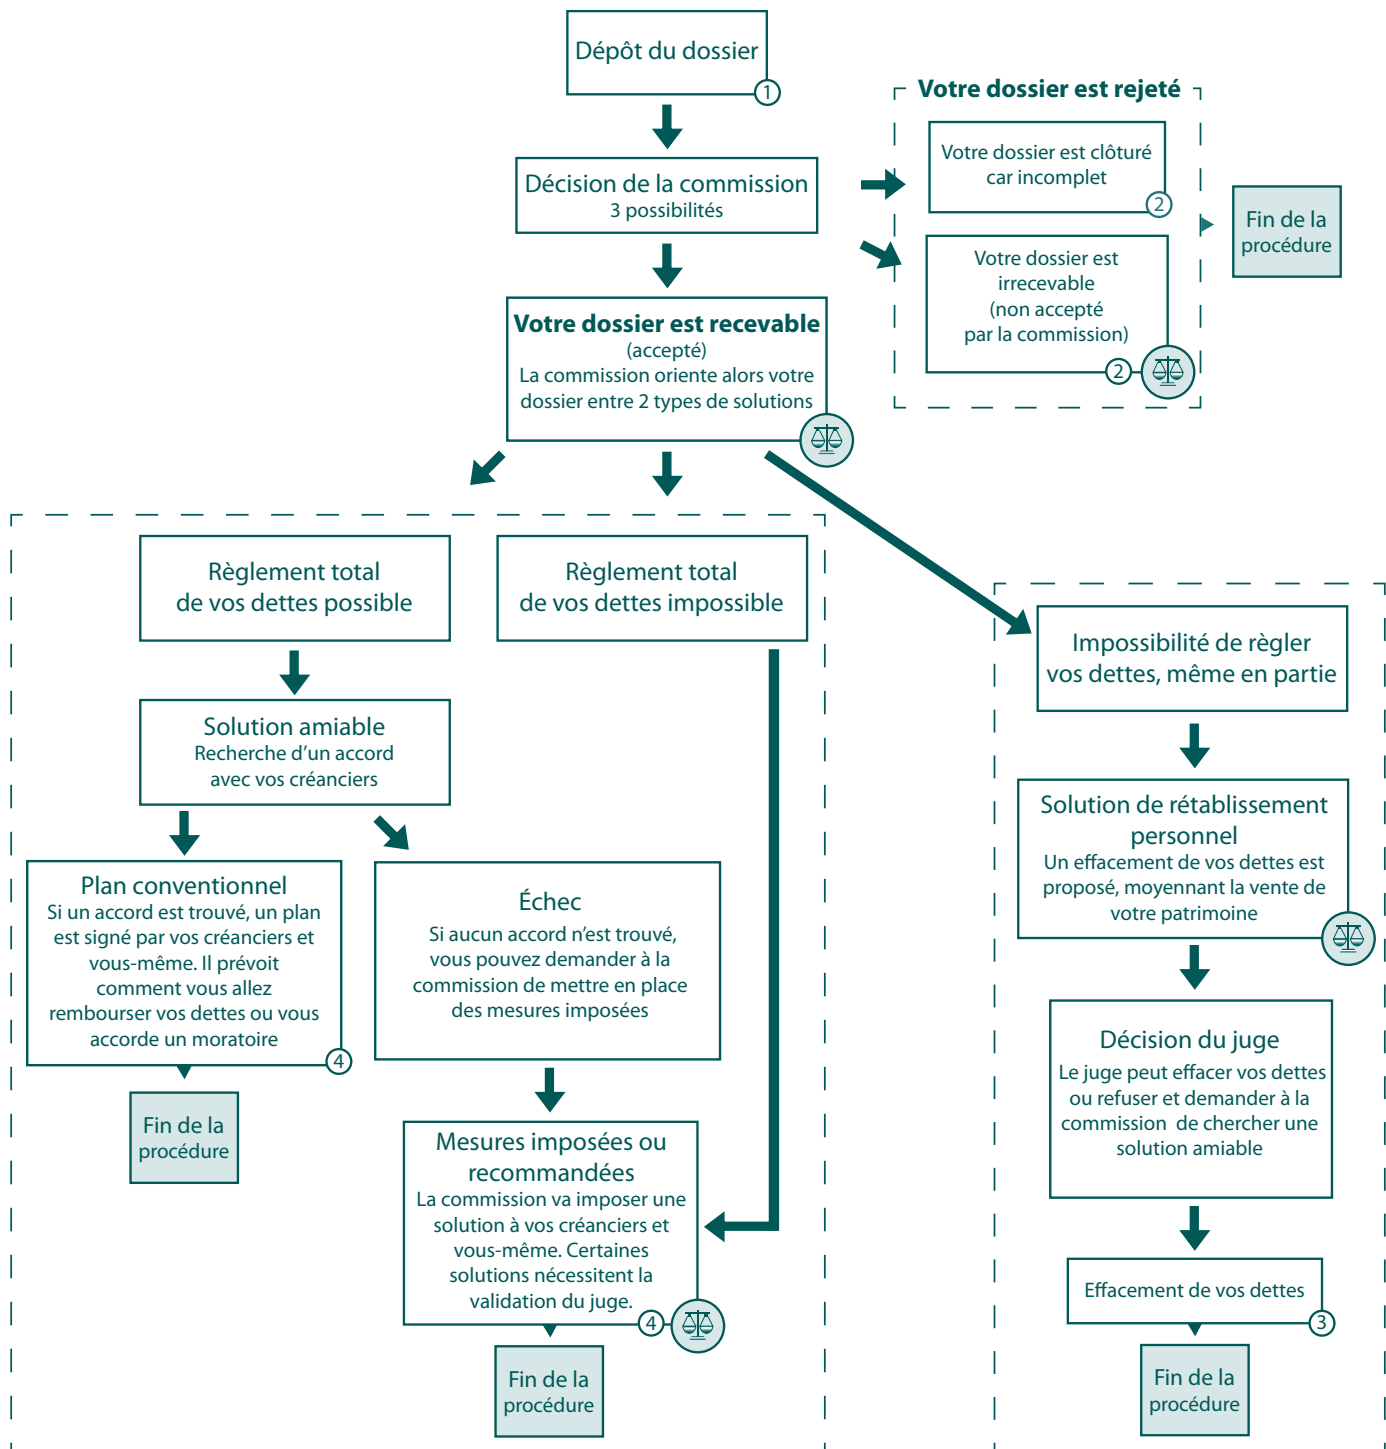 Dépôt du dossier
1
Décision de la commission
3 possibilités
Votre dossier est rejeté
Votre dossier est clôturé
car incomplet
2
Votre dossier est
irrecevable
(non accepté
par la commission)
2
Fin de la
procédure
Votre dossier est recevable
(accepté)
La commission oriente alors votre
dossier entre 2 types de solutions
Règlement total
de vos dettes possible
Règlement total
de vos dettes impossible
Impossibilité de règler
vos dettes, même en partie
Solution amiable
Recherche d'un accord
avec vos créanciers
Solution de rétablissement
personnel
Un effacement de vos dettes est
proposé, moyennant la vente de
votre patrimoine
Plan conventionnel
Si un accord est trouvé, un plan
est signé par vos créanciers et
vous-même. Il prévoit
comment vous allez
rembourser vos dettes ou vous
accorde un moratoire
4
Échec
Si aucun accord n'est trouvé,
vous pouvez demander à la
commission de mettre en place
des mesures imposées
Décision du juge
Le juge peut effacer vos dettes
ou refuser et demander à la
commission de chercher une
solution amiable
Fin de la
procédure
Mesures imposées ou
recommandées
La commission va imposer une
solution à vos créanciers et
vous-même. Certaines
solutions nécessitent la
validation du juge.
4
Effacement de vos dettes
3
Fin de la
procédure
Fin de la
procédure